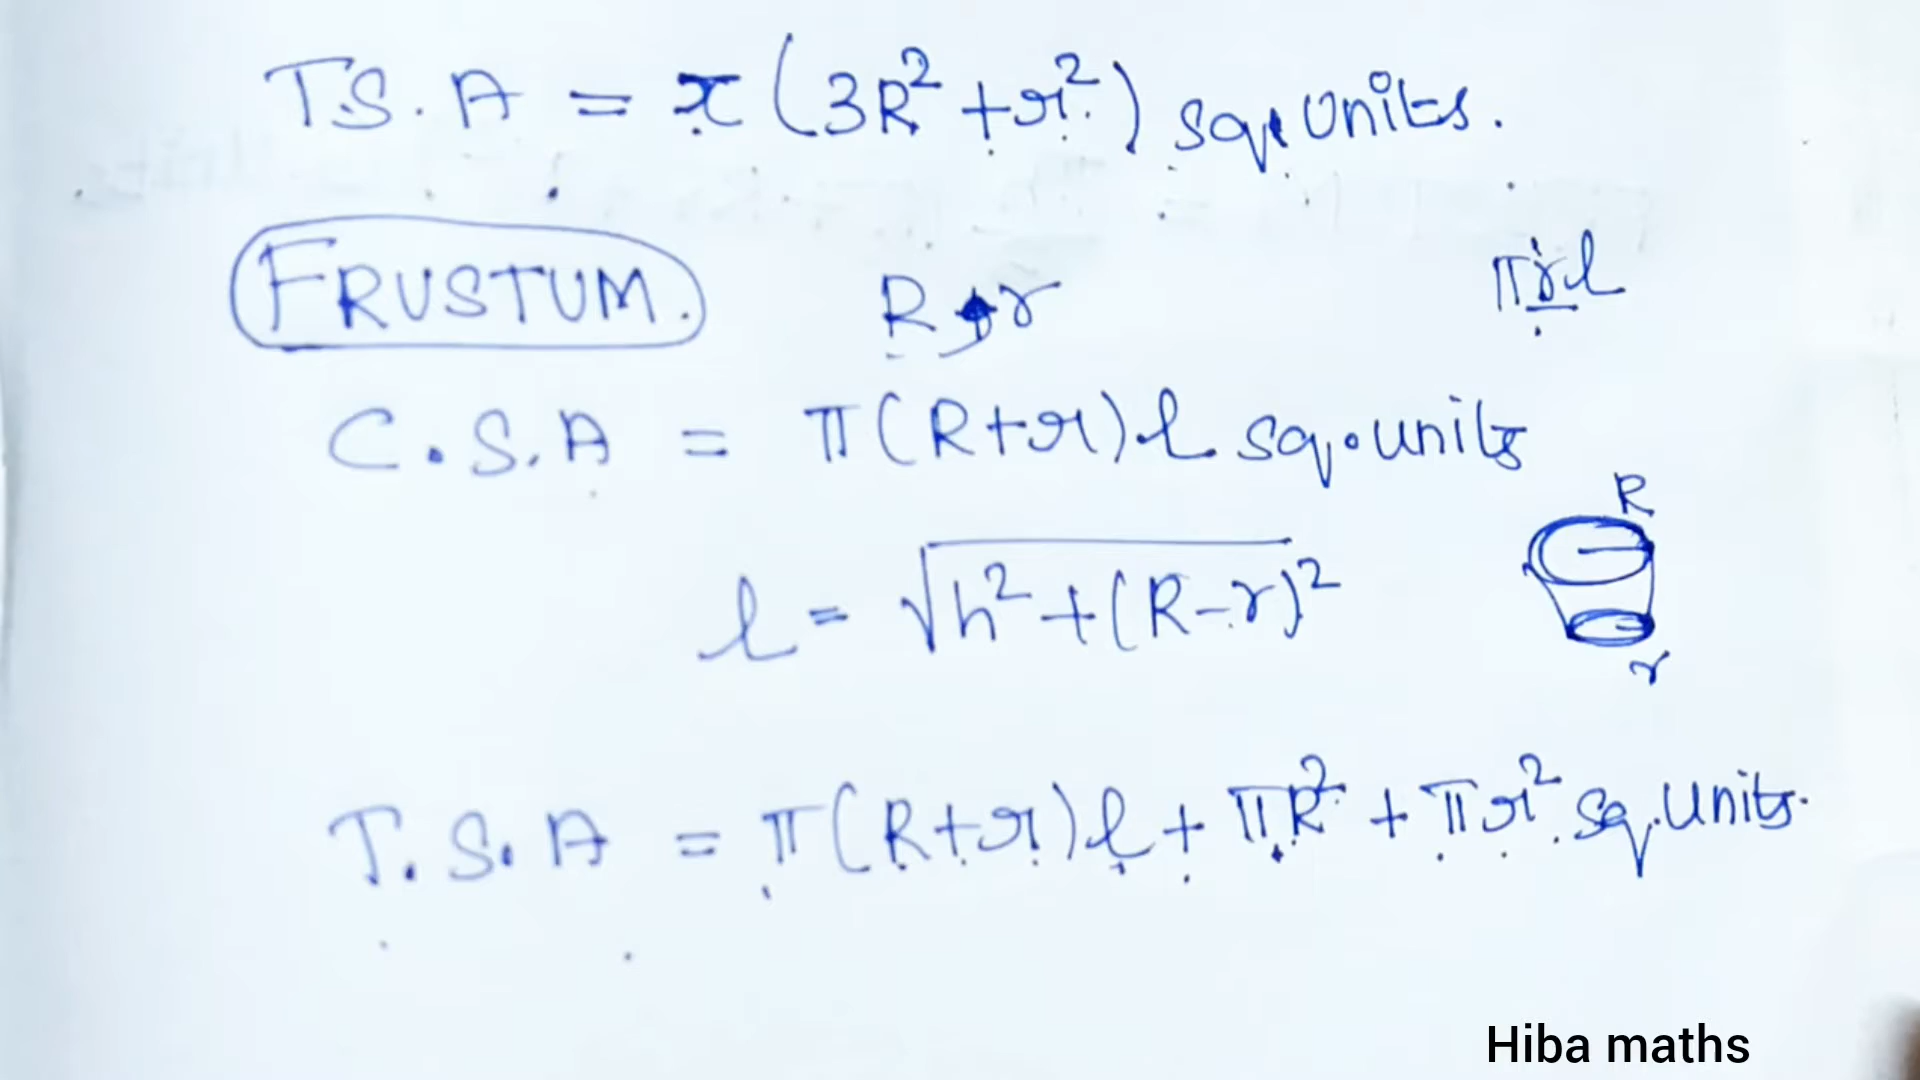 T.S.A = π (3R² + r²) sq. units.
FRUSTUM. R + r πrl
C.S.A = π(R+r)l sq. units
R
l = √h² + (R-r)²
r
T.S.A = π(R+r)l + πR² + πr² sq. units.
Hiba maths